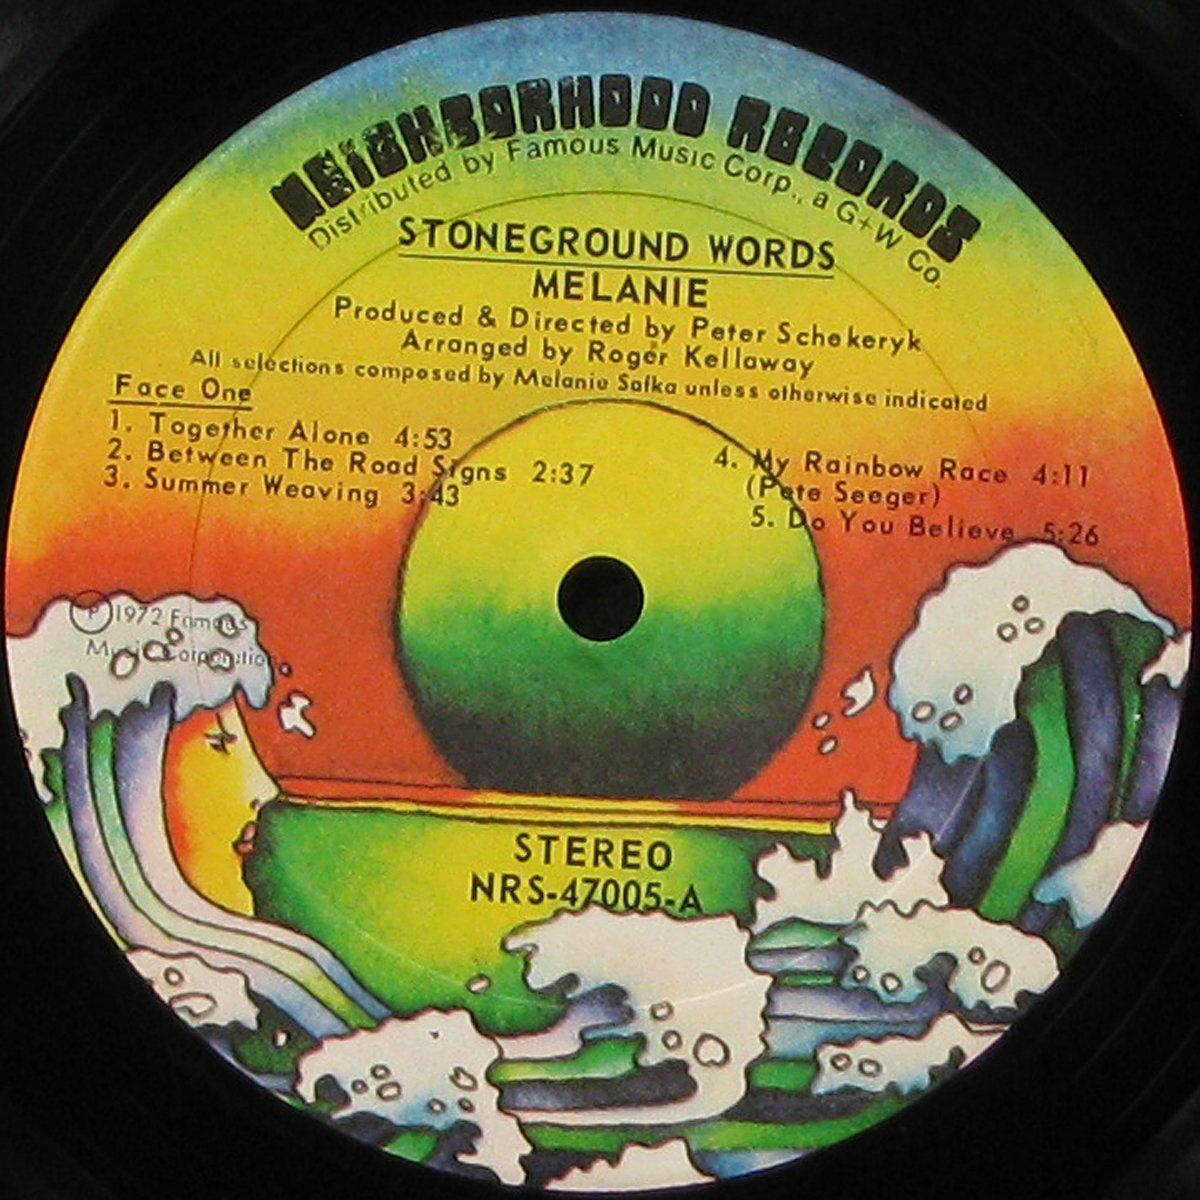 NEIGHBORHOOD RECORDS
Distributed by Famous Music Corp., a G+W Co.
STONEGROUND WORDS
MELANIE
Produced & Directed by Peter Schekeryk
Arranged by Roger Kellaway
All selections composed by Melanie Safka unless otherwise indicated
Face One
1. Together Alone 4:53
2. Between The Road Signs 2:37
3. Summer Weaving 3:43
4. My Rainbow Race 4:11
(Pete Seeger)
5. Do You Believe 5:26
Ⓟ 1972 Famous
Music Corporation
STEREO
NRS-47005-A